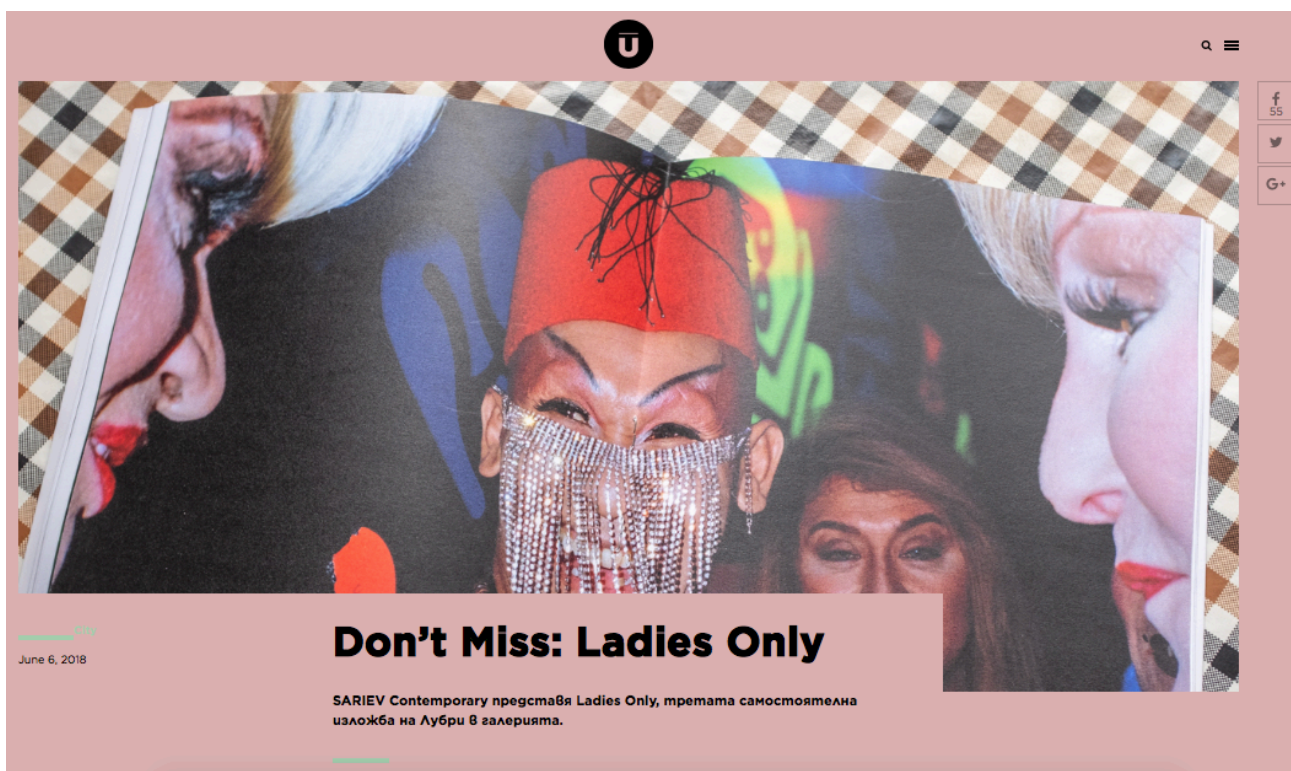 Ū
f
55
G+
June 6, 2018
Don't Miss: Ladies Only
SARIEV Contemporary представя Ladies Only, третата самостоятелна
изложба на Лубри в галерията.